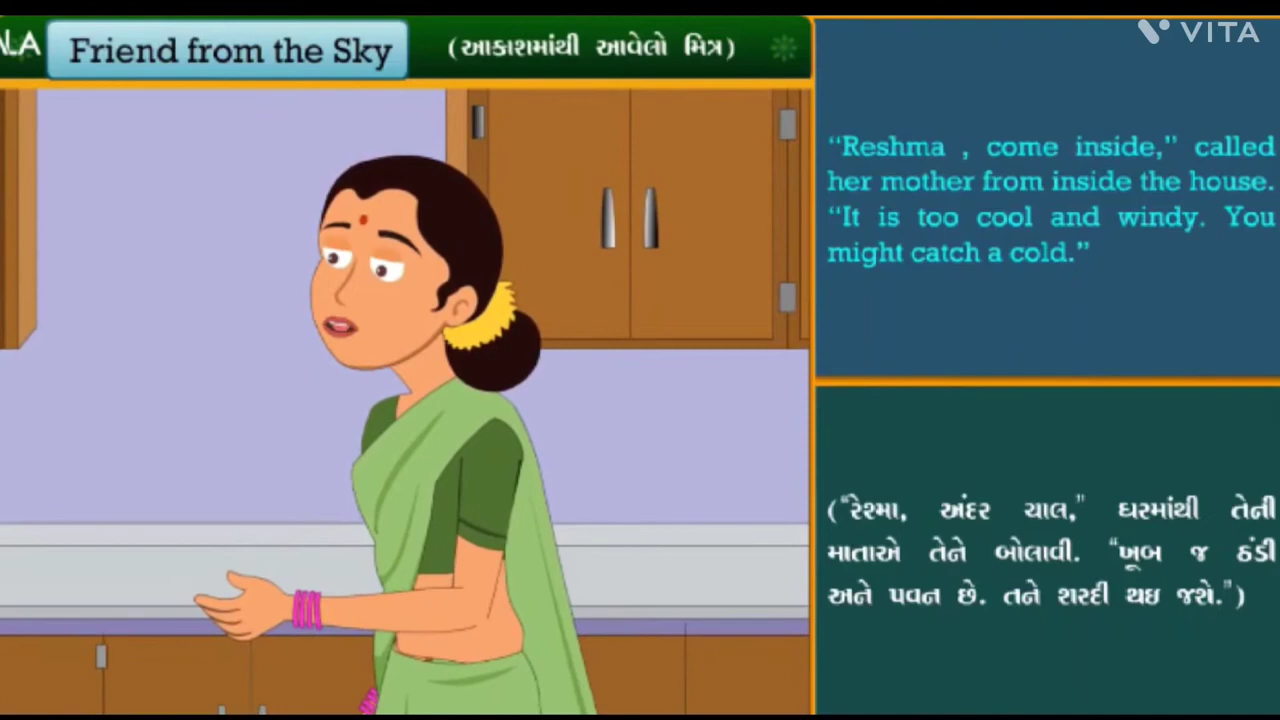 Friend from the Sky
(આકાશમાંથી આવેલો મિત્ર)
VITA
“Reshma , come inside,” called
her mother from inside the house.
“It is too cool and windy. You
might catch a cold.”
(“રેશ્મા, અંદર ચાલ,” ઘરમાંથી તેની
માતાએ તેને બોલાવી. “ખૂબ જ ઠંડી
અને પવન છે. તને શરદી થઇ જશે.”)